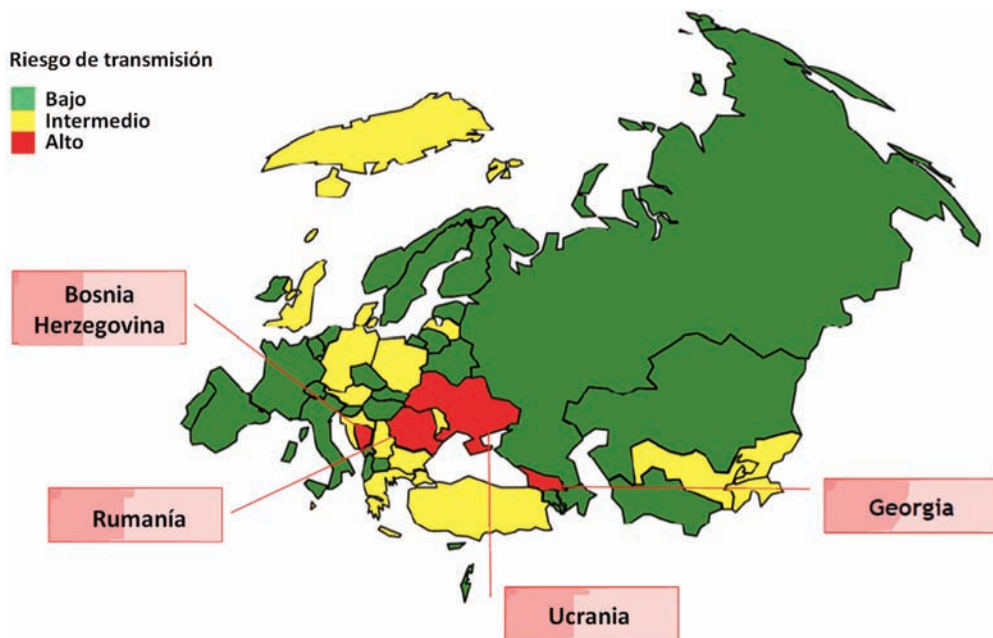 Riesgo de transmisión
Bajo
Intermedio
Alto
Bosnia
Herzegovina
Rumanía
Georgia
Ucrania